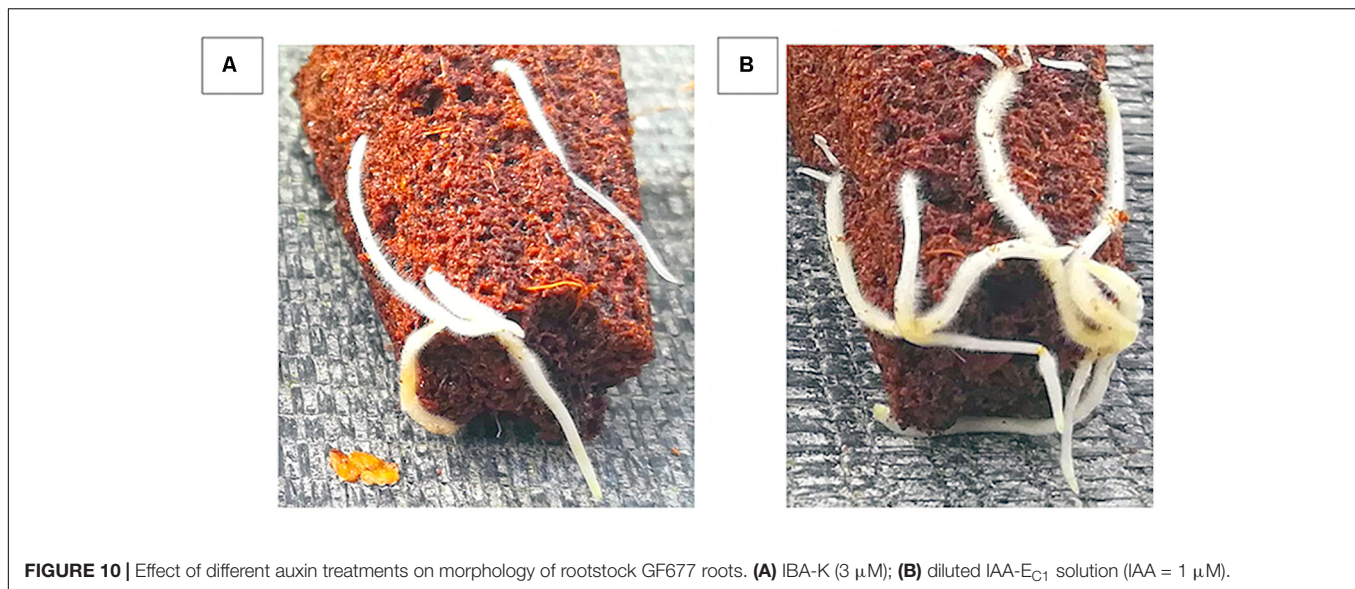 A
B
FIGURE 10 | Effect of different auxin treatments on morphology of rootstock GF677 roots. (A) IBA-K (3 μM); (B) diluted IAA-E_C1 solution (IAA = 1 μM).